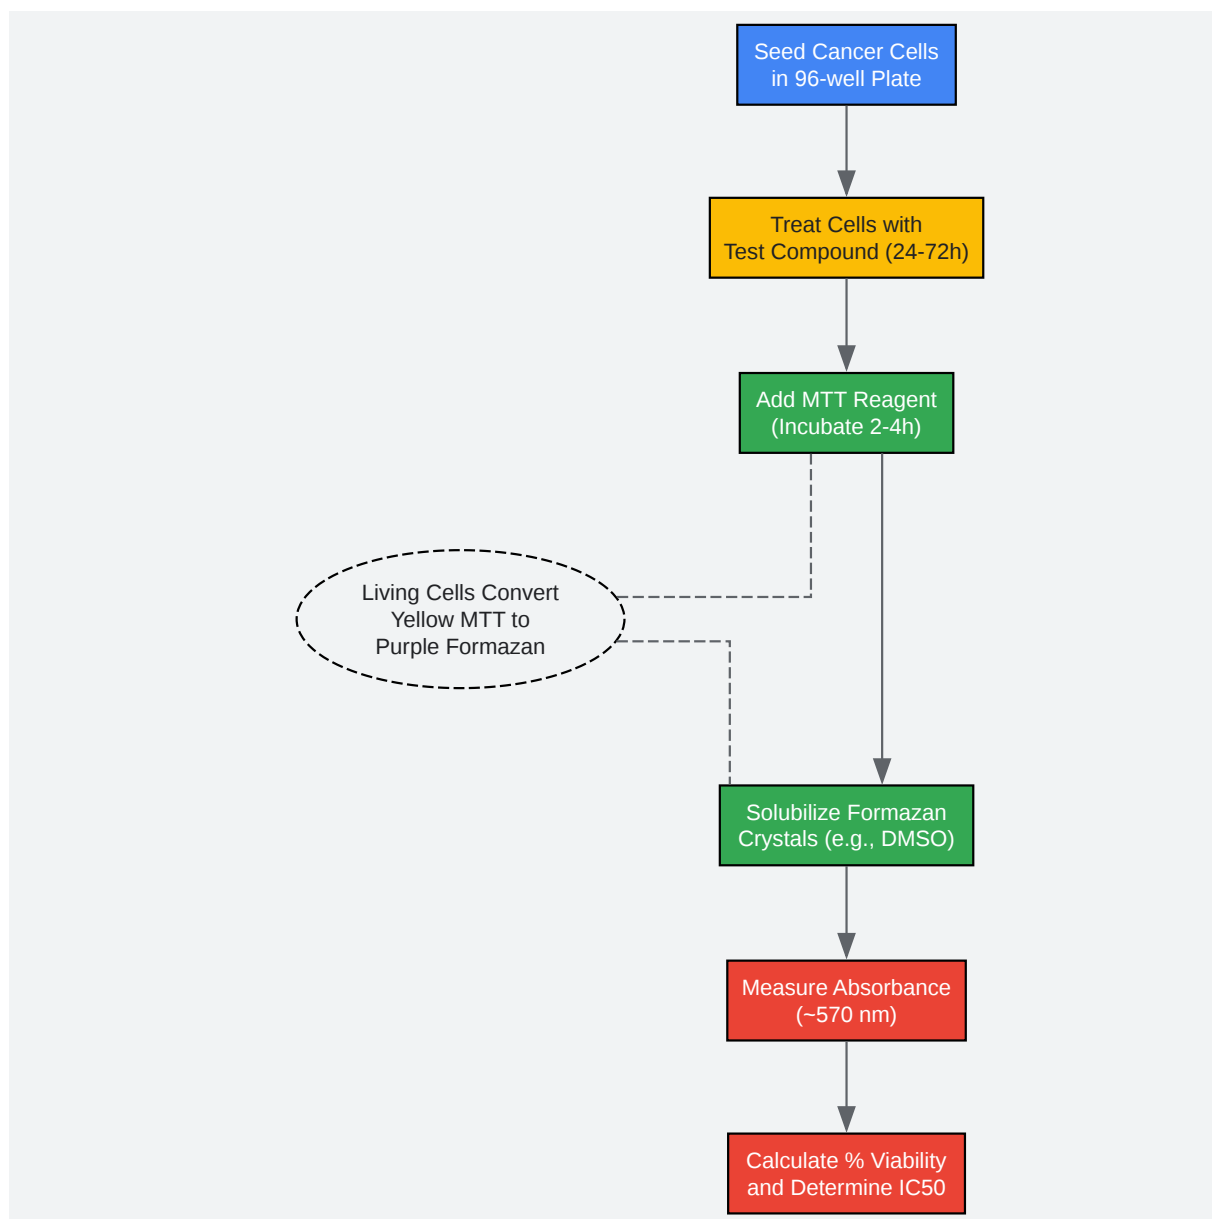 Seed Cancer Cells
in 96-well Plate
Treat Cells with
Test Compound (24-72h)
Add MTT Reagent
(Incubate 2-4h)
Living Cells Convert
Yellow MTT to
Purple Formazan
Solubilize Formazan
Crystals (e.g., DMSO)
Measure Absorbance
(~570 nm)
Calculate % Viability
and Determine IC50